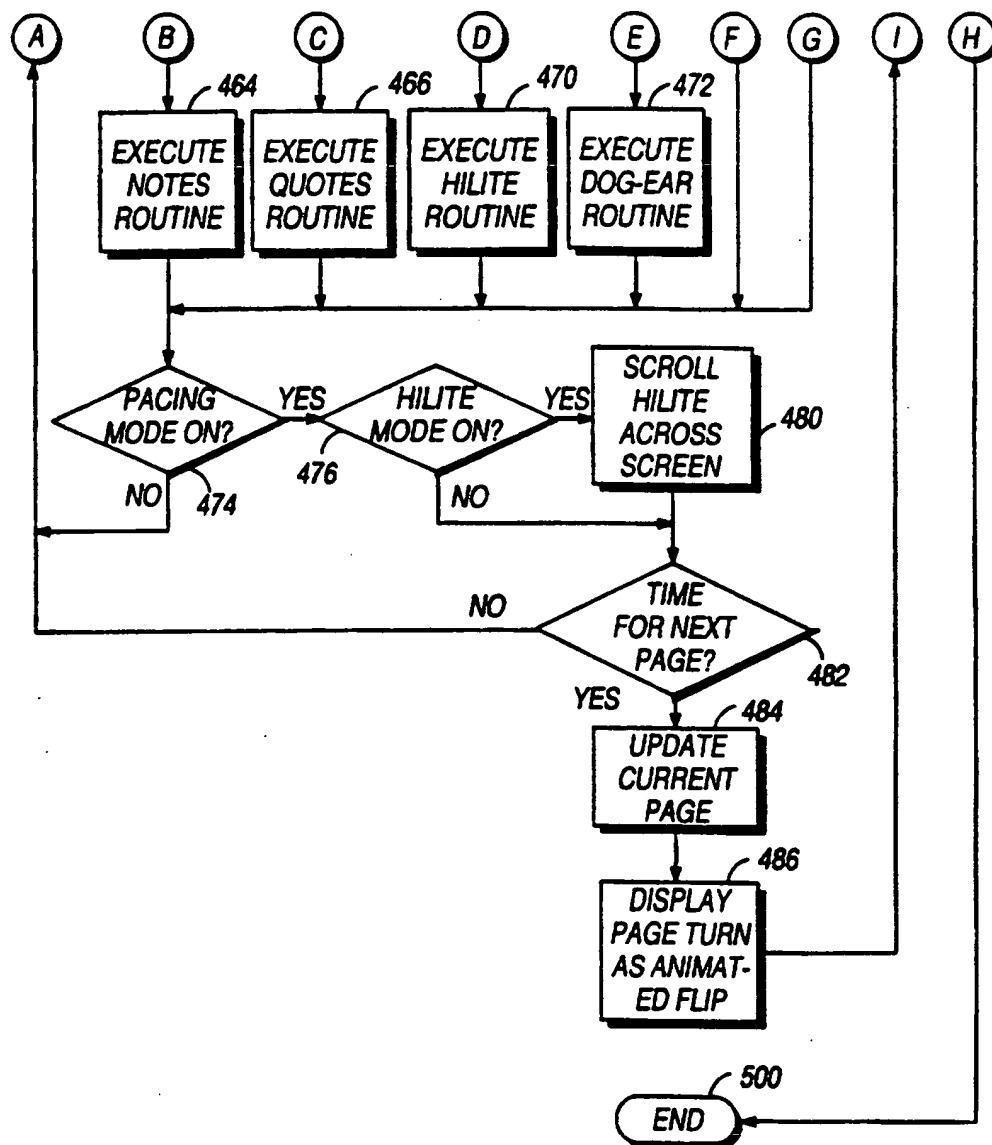 A B C D E F G I H
464 466 470 472
EXECUTE
NOTES
ROUTINE
EXECUTE
QUOTES
ROUTINE
EXECUTE
HILITE
ROUTINE
EXECUTE
DOG-EAR
ROUTINE
PACING
MODE ON?
474
YES
NO
HILITE
MODE ON?
476
YES
NO
SCROLL
HILITE
ACROSS
SCREEN
480
TIME
FOR NEXT
PAGE?
482
NO
YES
484
UPDATE
CURRENT
PAGE
486
DISPLAY
PAGE TURN
AS ANIMAT-
ED FLIP
500
END